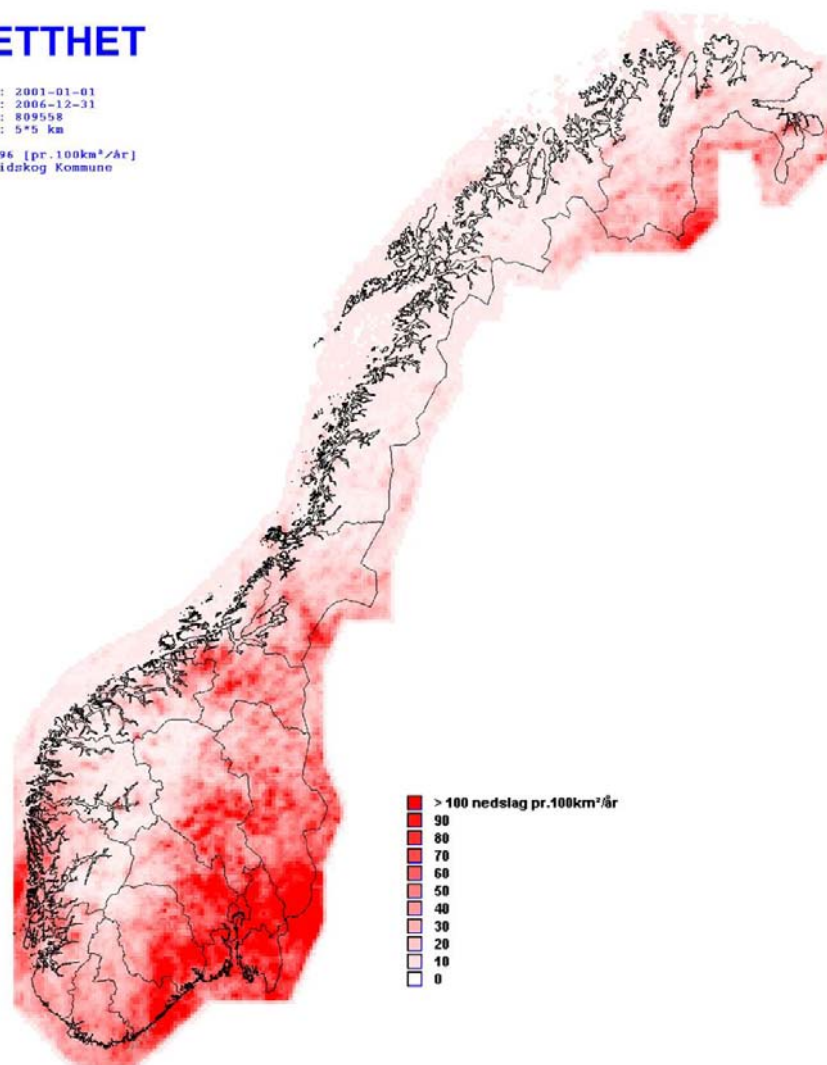 ETTHET
: 2001-01-01
: 2006-12-31
: 809558
: 5*5 km
96 [pr.100km²/år]
idskog Kommune
> 100 nedslag pr.100km²/år
90
80
70
60
50
40
30
20
10
0